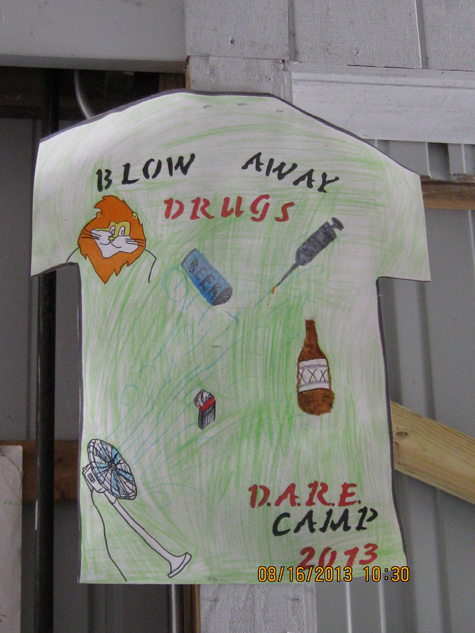 BLOW AWAY
DRUGS
BEER
XXX
D.A.R.E.
CAMP
2013
08/16/2013 10:30